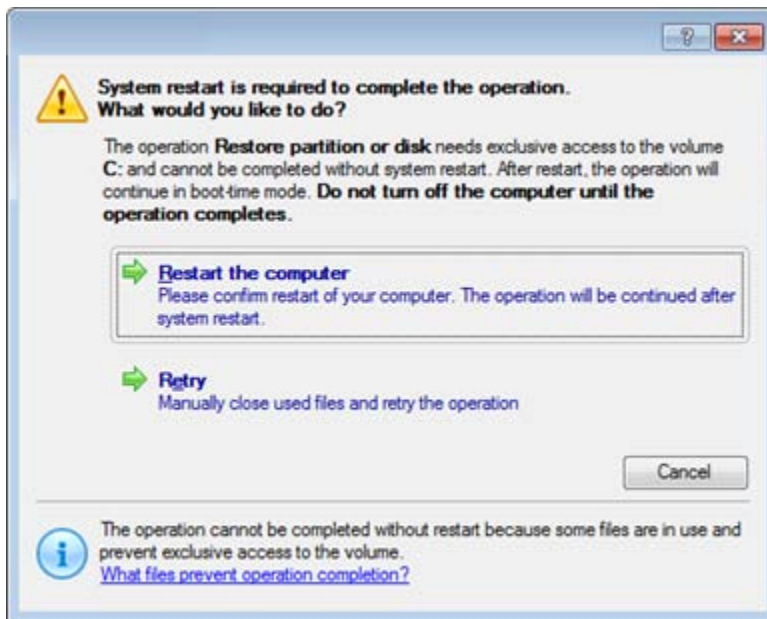 System restart is required to complete the operation.
What would you like to do?
The operation Restore partition or disk needs exclusive access to the volume
C: and cannot be completed without system restart. After restart, the operation will
continue in boot-time mode. Do not turn off the computer until the
operation completes.
Restart the computer
Please confirm restart of your computer. The operation will be continued after
system restart.
Retry
Manually close used files and retry the operation
Cancel
The operation cannot be completed without restart because some files are in use and
prevent exclusive access to the volume.
What files prevent operation completion?